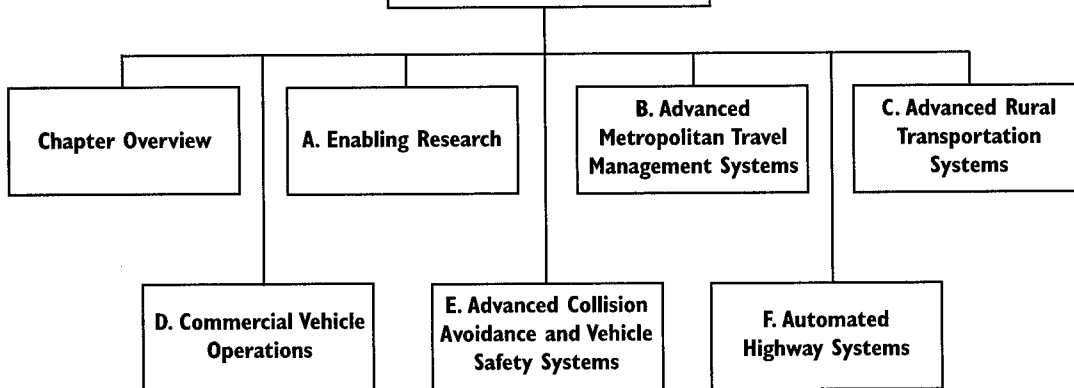 Chapter Overview
A. Enabling Research
B. Advanced
Metropolitan Travel
Management Systems
C. Advanced Rural
Transportation
Systems
D. Commercial Vehicle
Operations
E. Advanced Collision
Avoidance and Vehicle
Safety Systems
F. Automated
Highway Systems